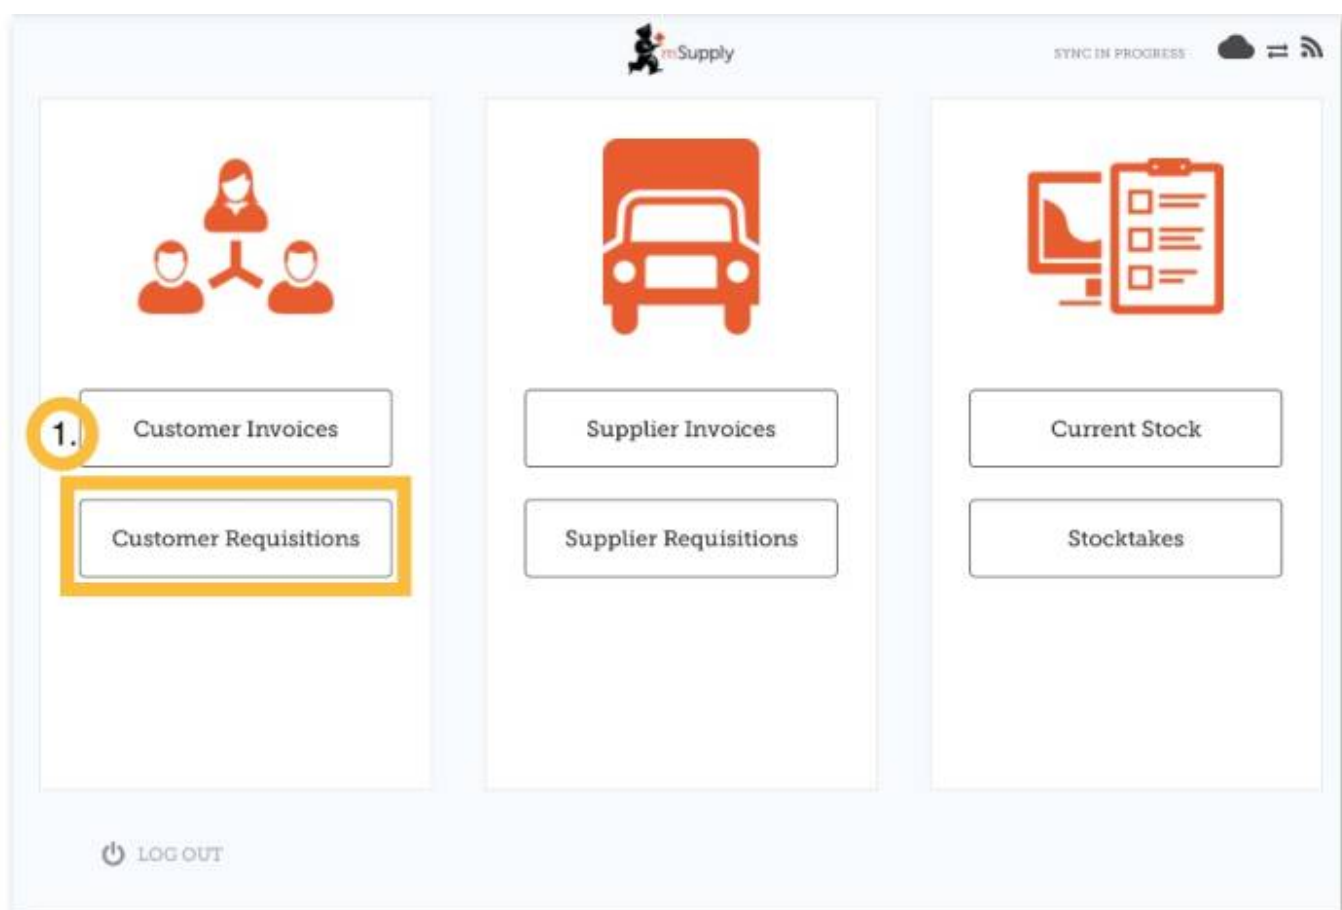 mSupply
SYNC IN PROGRESS
1.
Customer Invoices
Customer Requisitions
Supplier Invoices
Supplier Requisitions
Current Stock
Stocktakes
LOG OUT